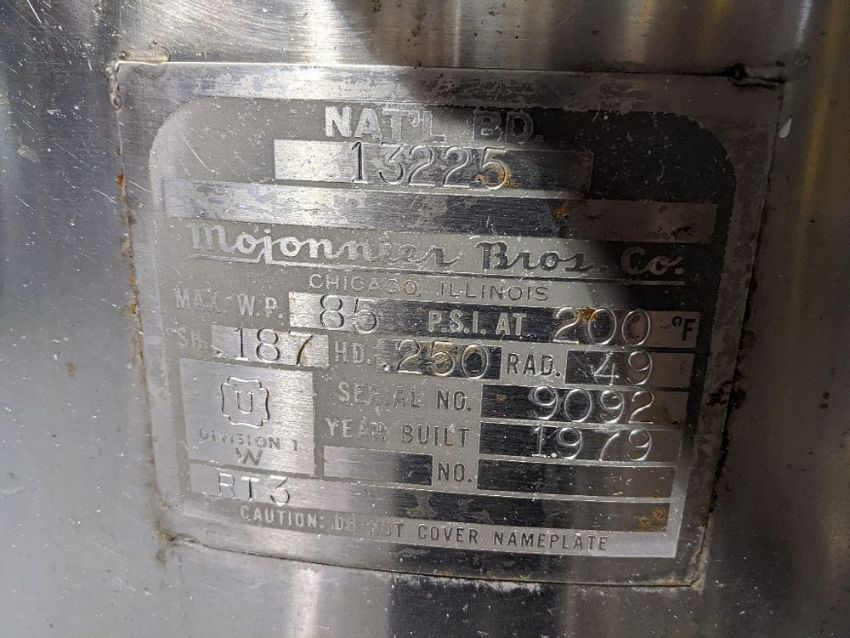 NAT'L BD.
13225
Mojonnier Bros. Co.
CHICAGO, ILLINOIS
MAX. W.P. 85 P.S.I. AT 200 °F
SH. .187 HD. .250 RAD. 49
U
DIVISION 1
W
RT3
SERIAL NO. 9092
YEAR BUILT 1979
NO.
CAUTION: DO NOT COVER NAMEPLATE